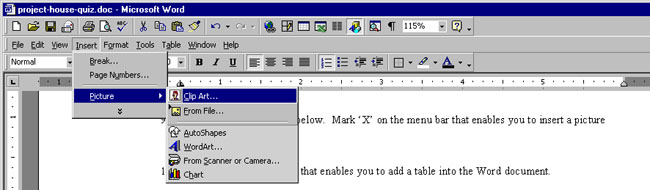 project-house-quiz.doc - Microsoft Word
115%
File Edit View Insert Format Tools Table Window Help
Normal
B I U
Break...
Page Numbers...
Picture
Clip Art...
From File...
AutoShapes
WordArt...
From Scanner or Camera...
Chart
below. Mark ‘X’ on the menu bar that enables you to insert a picture
that enables you to add a table into the Word document.